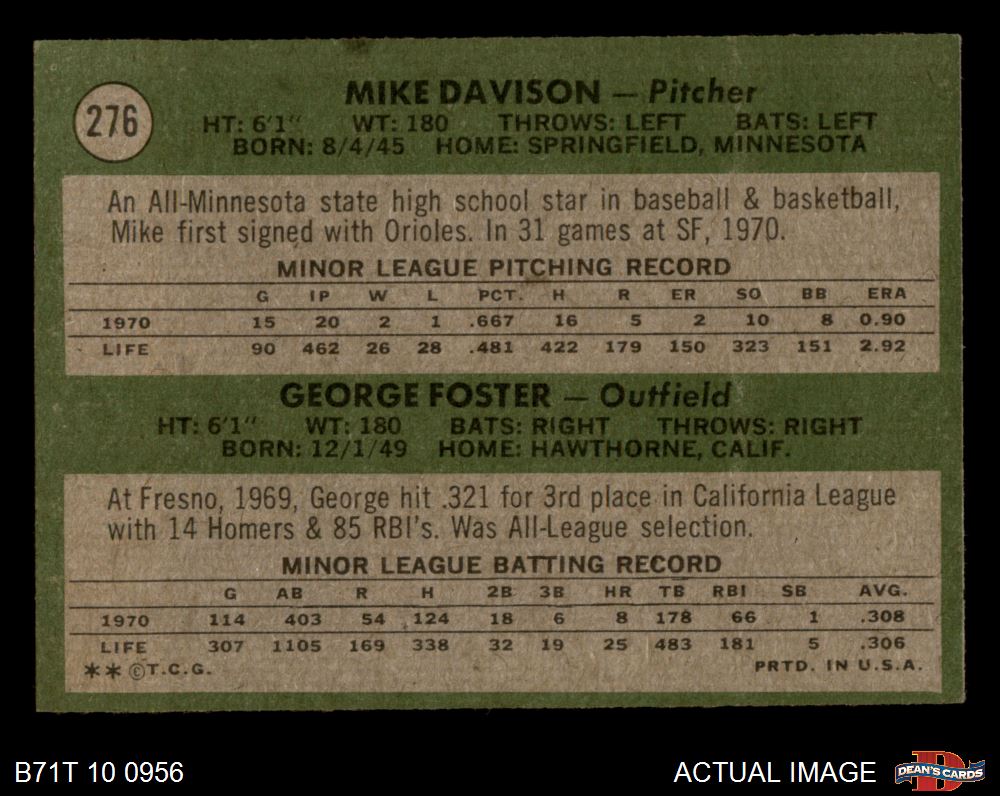 276
MIKE DAVISON — Pitcher
HT: 6'1" WT: 180 THROWS: LEFT BATS: LEFT
BORN: 8/4/45 HOME: SPRINGFIELD, MINNESOTA
An All-Minnesota state high school star in baseball & basketball,
Mike first signed with Orioles. In 31 games at SF, 1970.
MINOR LEAGUE PITCHING RECORD
G IP W L PCT. H R ER SO BB ERA
1970 15 20 2 1 .667 16 5 2 10 8 0.90
LIFE 90 462 26 28 .481 422 179 150 323 151 2.92
GEORGE FOSTER — Outfield
HT: 6'1" WT: 180 BATS: RIGHT THROWS: RIGHT
BORN: 12/1/49 HOME: HAWTHORNE, CALIF.
At Fresno, 1969, George hit .321 for 3rd place in California League
with 14 Homers & 85 RBI's. Was All-League selection.
MINOR LEAGUE BATTING RECORD
G AB R H 2B 3B HR TB RBI SB AVG.
1970 114 403 54 124 18 6 8 178 66 1 .308
LIFE 307 1105 169 338 32 19 25 483 181 5 .306
** ©T.C.G. PRTD. IN U.S.A.
B71T 10 0956 ACTUAL IMAGE D DEAN'S CARDS